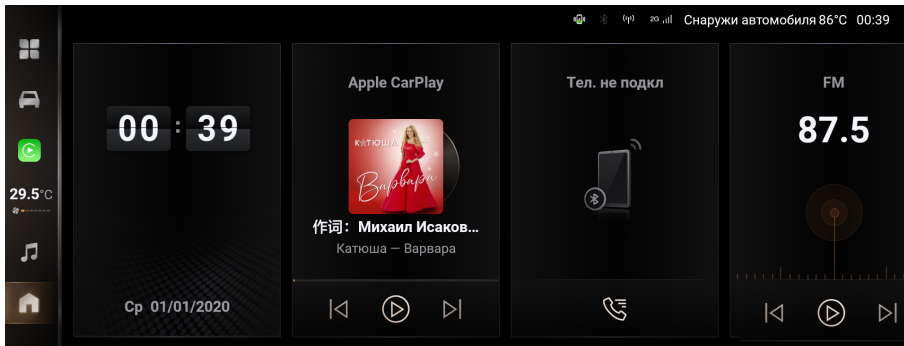 2G Снаружи автомобиля 86°C 00:39
29.5°C
00:39
Ср 01/01/2020
Apple CarPlay
КАТЮША
Варвара
作词：Михаил Исаков...
Катюша — Варвара
Тел. не подкл
FM
87.5